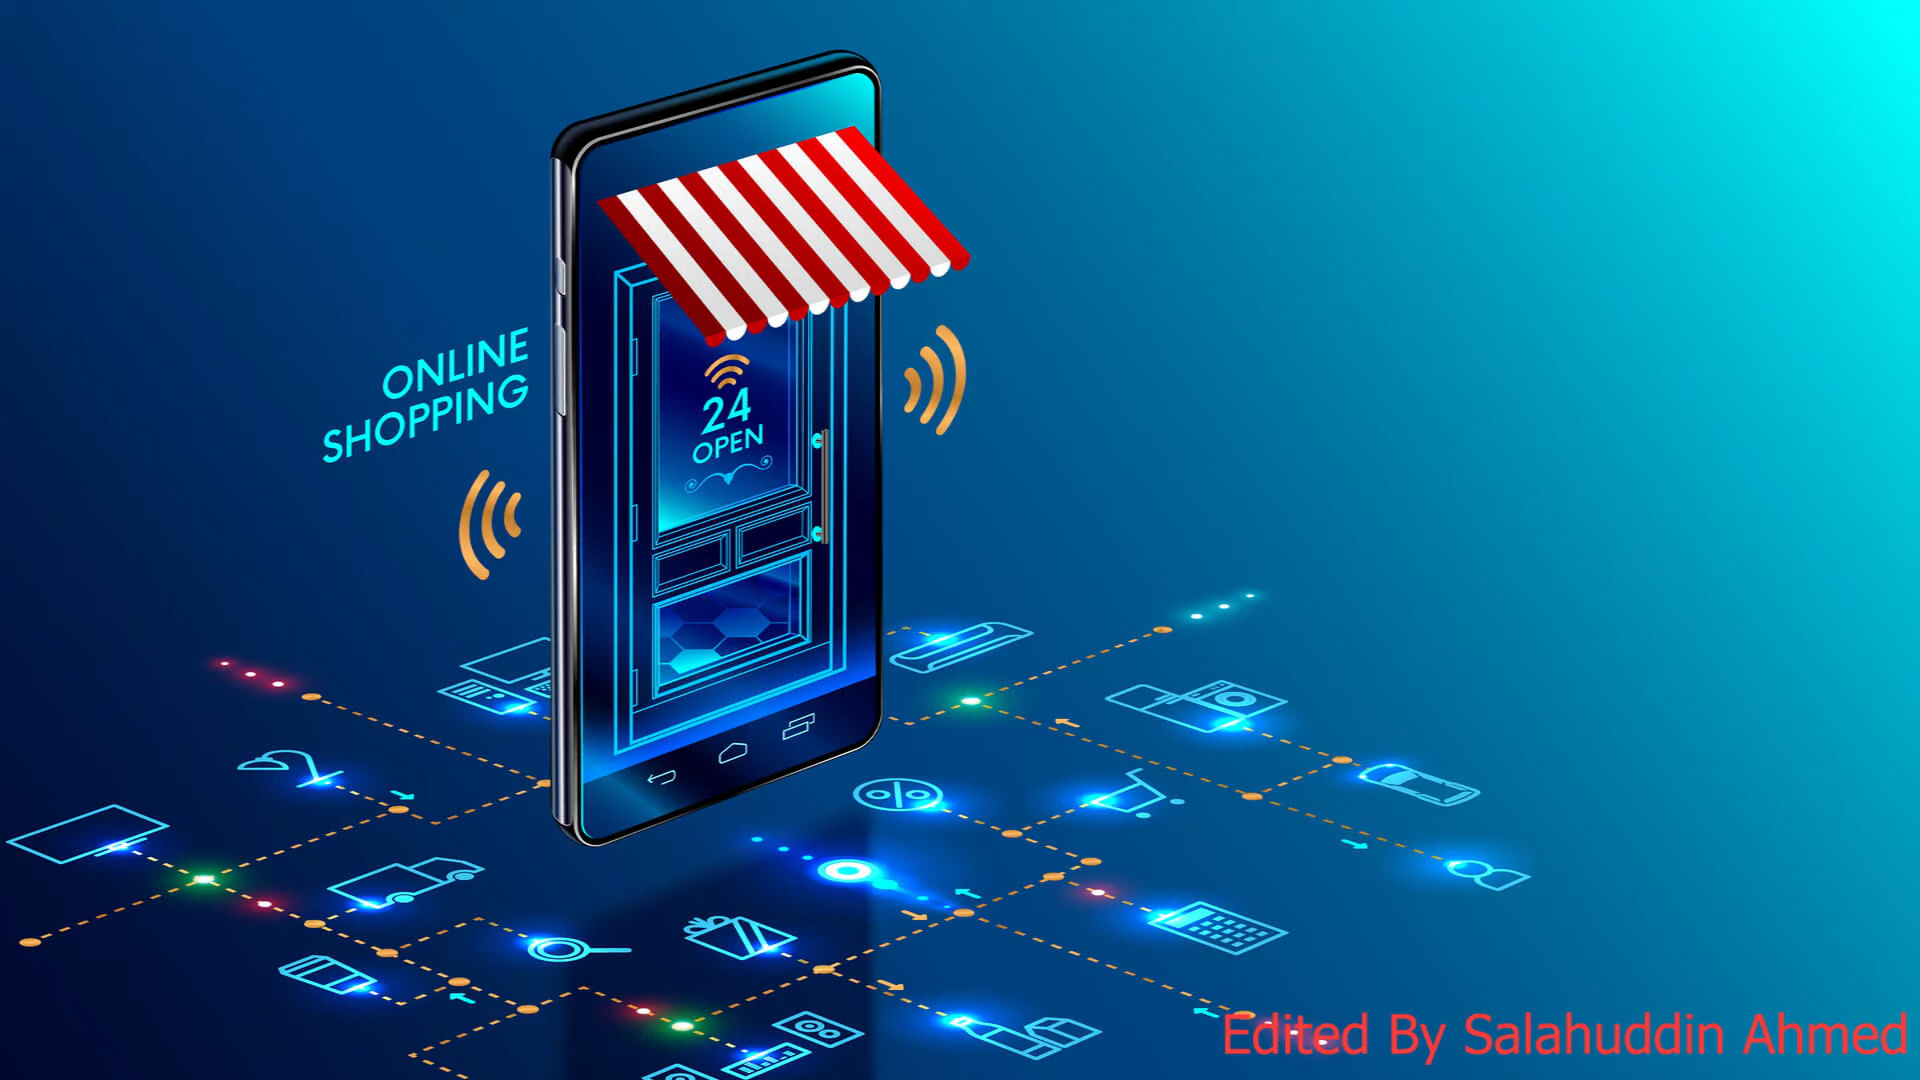 ONLINE
SHOPPING
24
OPEN
Edited By Salahuddin Ahmed